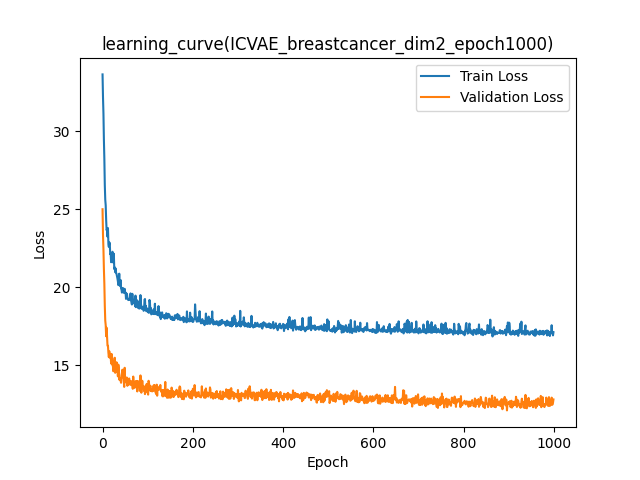 learning_curve(ICVAE_breastcancer_dim2_epoch1000)
Train Loss
Validation Loss
30
25
20
15
Loss
0
200
400
600
800
1000
Epoch